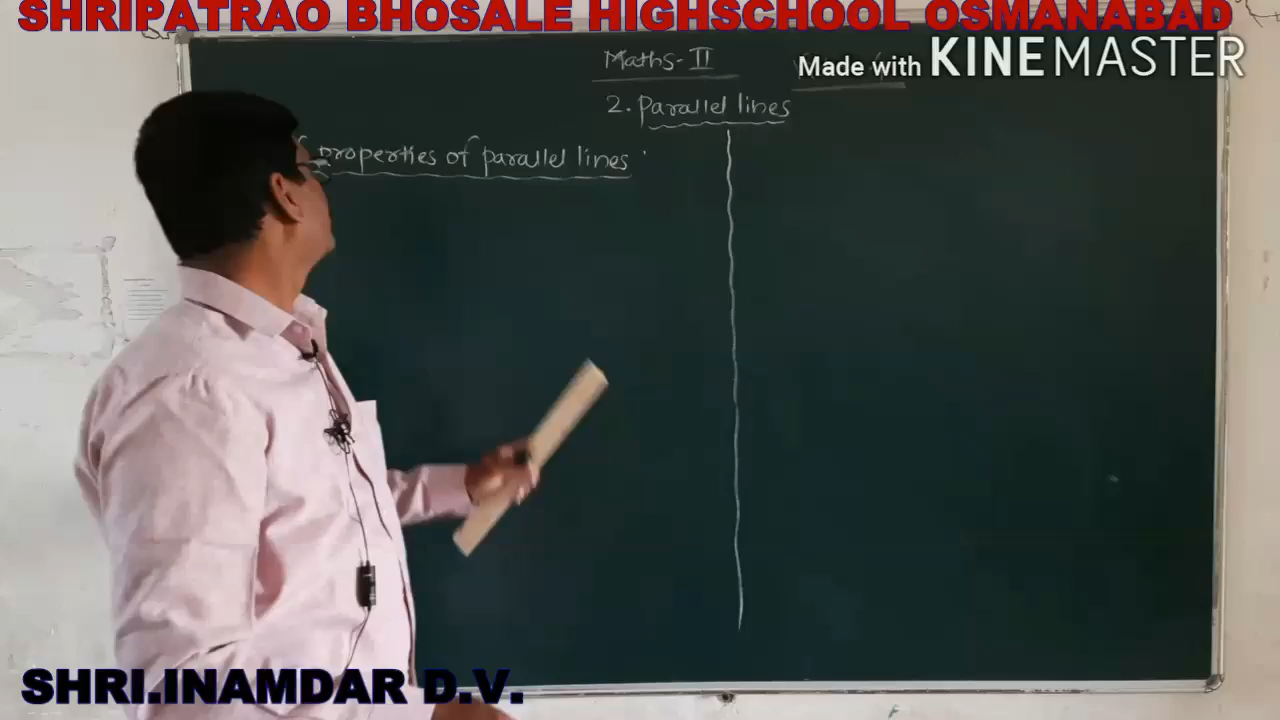 SHRIPATRAO BHOSALE HIGHSCHOOL OSMANABAD
Maths-II
Made with KINEMASTER
2. parallel lines
properties of parallel lines
SHRI.INAMDAR D.V.